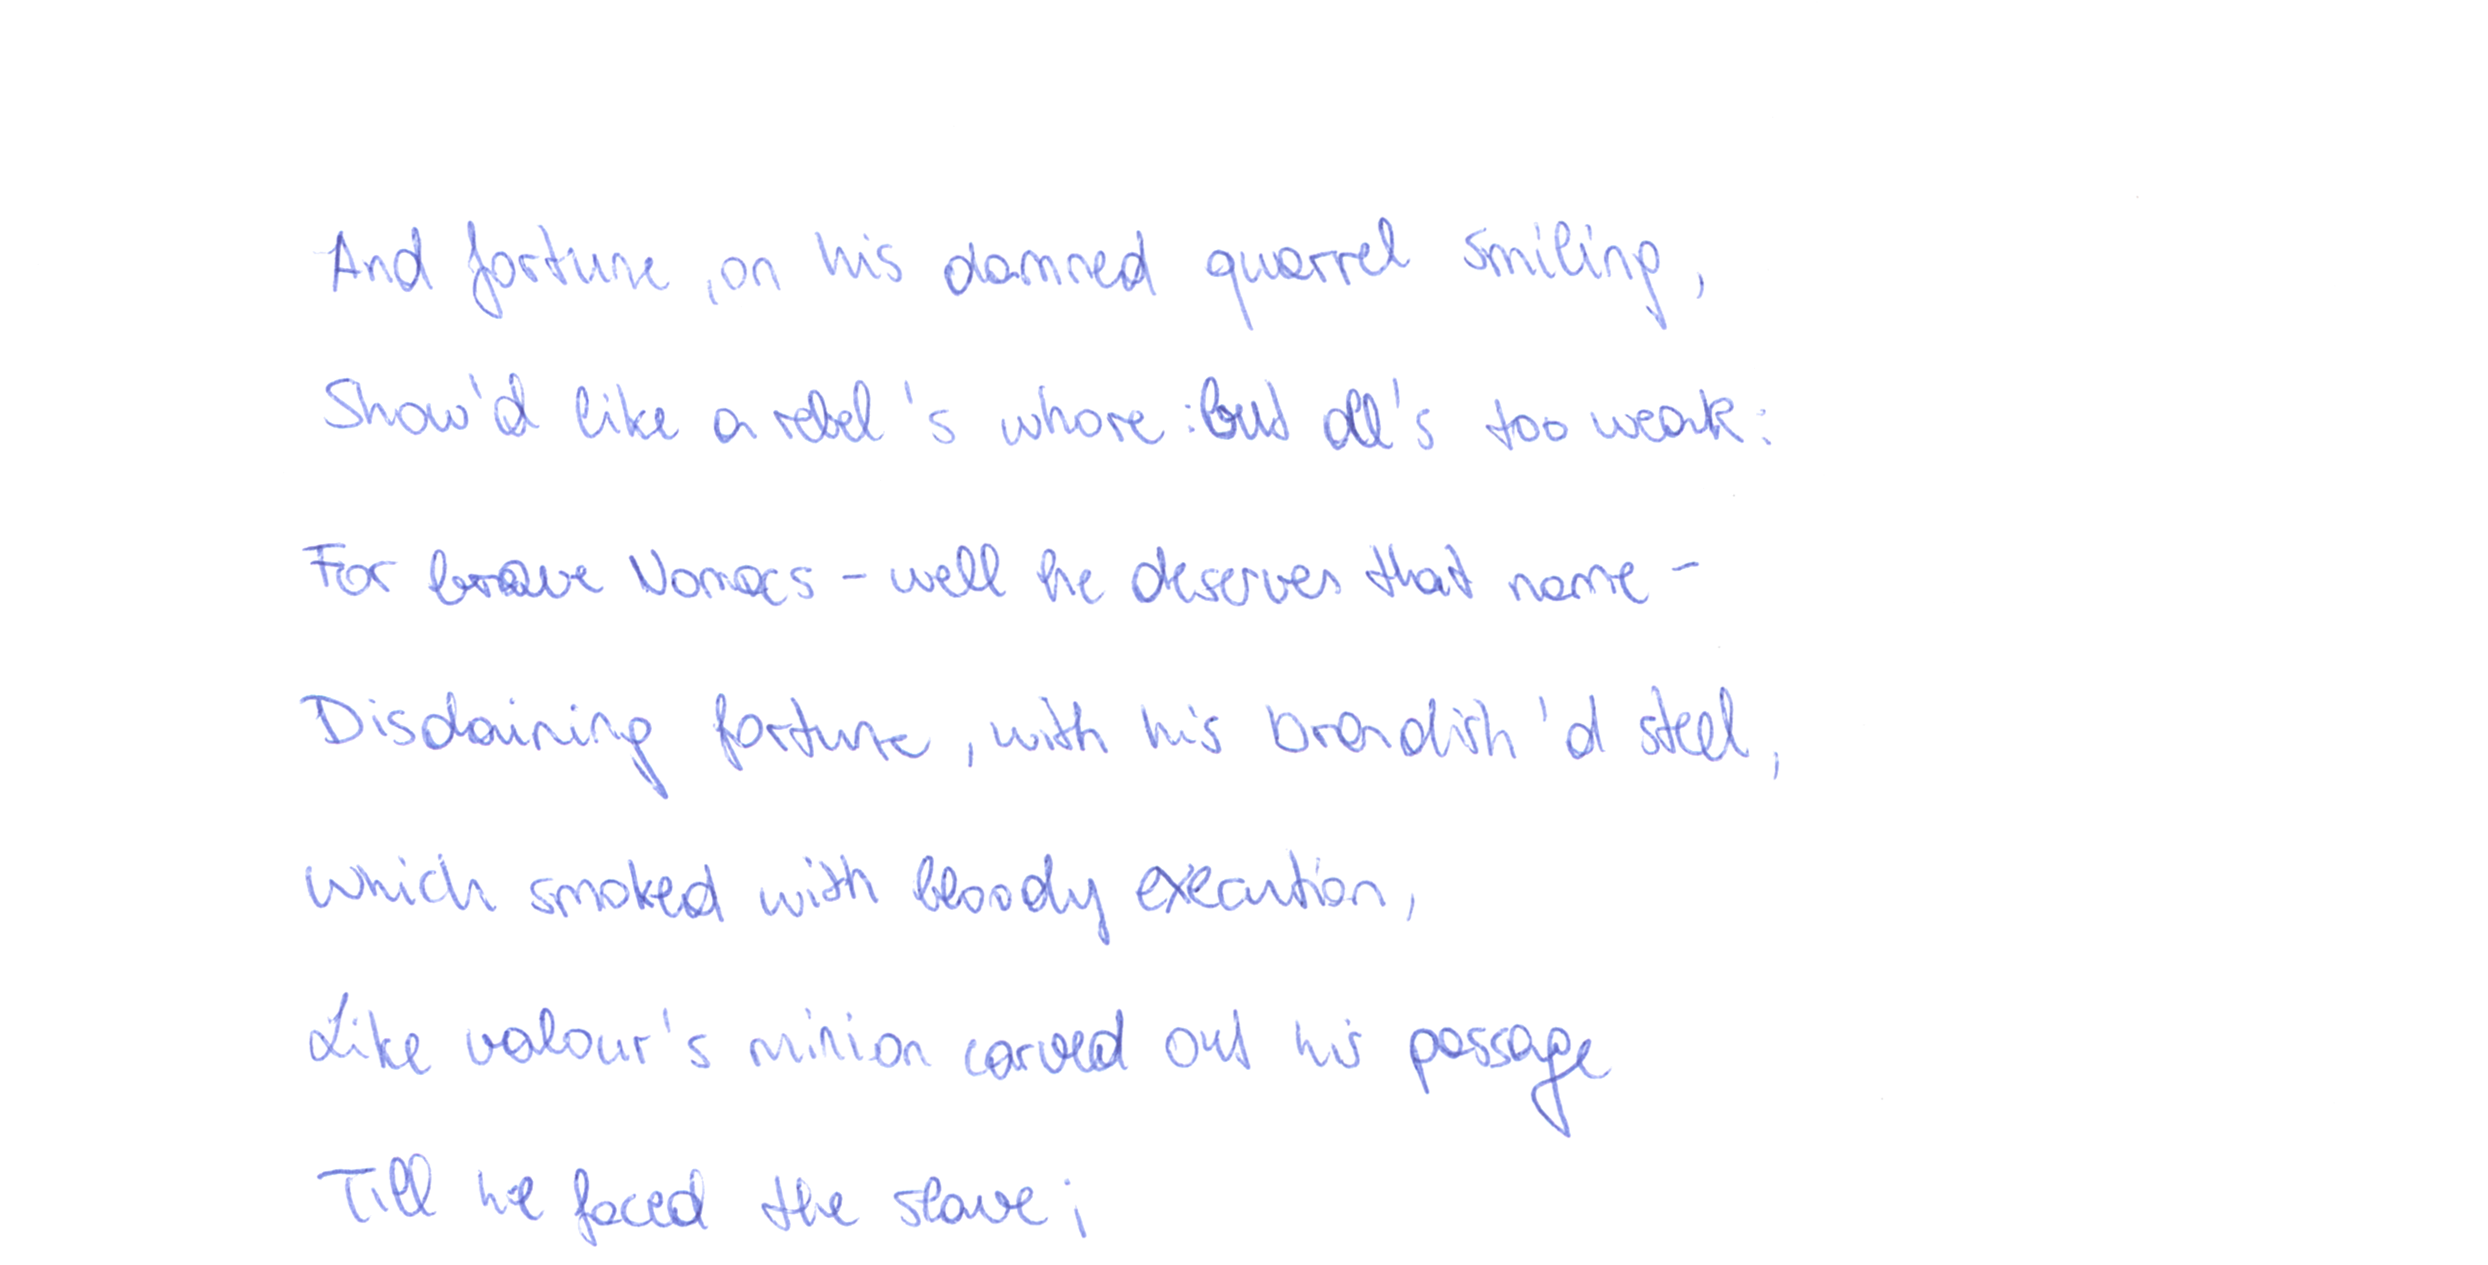 And fortune, on his damned quarrel smiling,
Show'd like a rebel's whore: but all's too weak:
For brave Nomacs - well he deserves that name -
Disdaining fortune, with his brandish'd steel,
Which smoked with bloody execution,
Like valour's minion carved out his passage
Till he faced the slave;